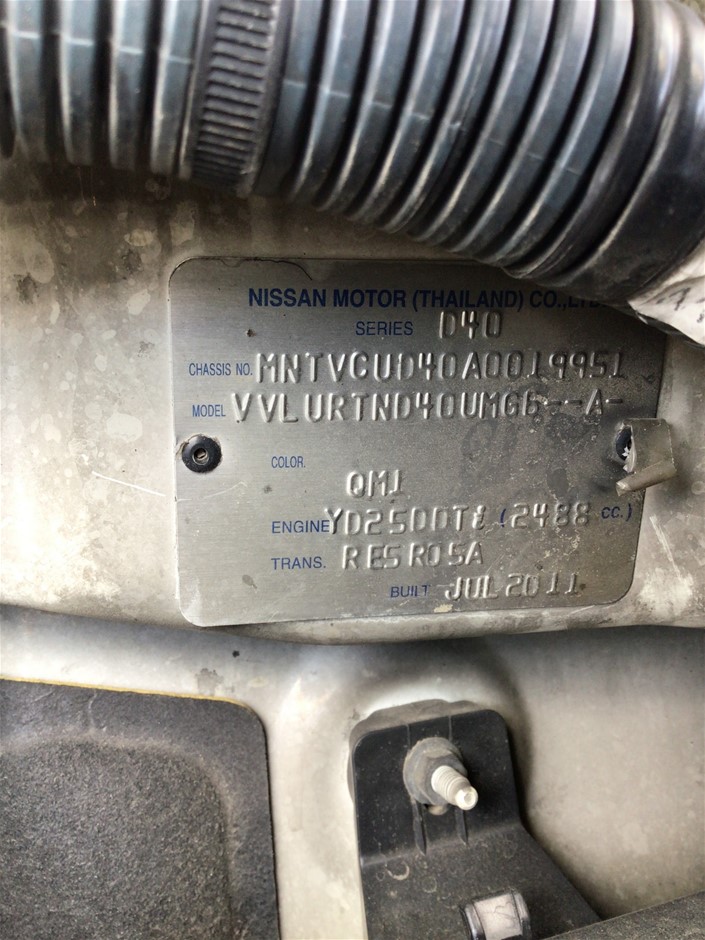 NISSAN MOTOR (THAILAND) CO.,LTD
SERIES D40
CHASSIS NO. MNTVCUD40A0019951
MODEL VVLURTND40UMGB--A-
COLOR.
QM1
ENGINE YD25DDTi (2488 cc.)
TRANS. RE5R05A
BUILT JUL 2011